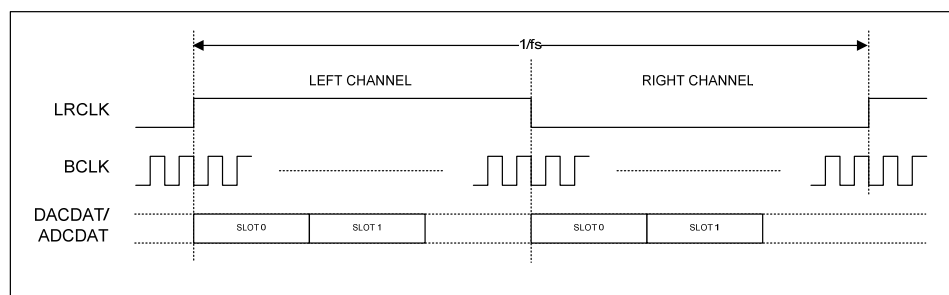 1/fs
LEFT CHANNEL RIGHT CHANNEL
LRCLK
BCLK
DACDAT/
ADCDAT
SLOT 0 SLOT 1 SLOT 0 SLOT 1